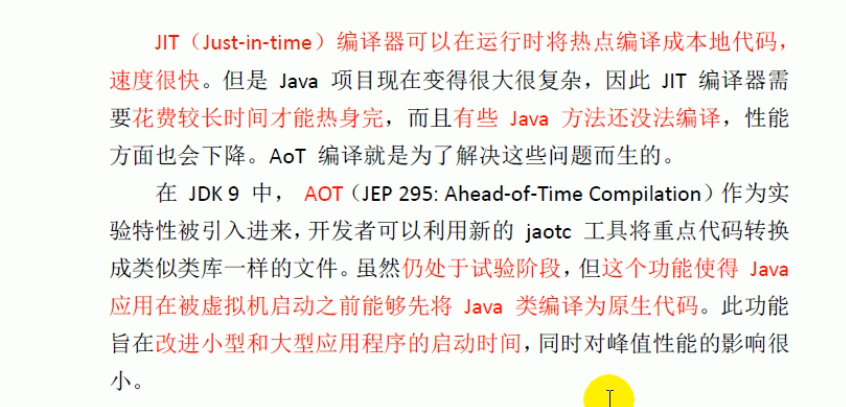 JIT（Just-in-time）编译器可以在运行时将热点编译成本地代码，
速度很快。但是 Java 项目现在变得很大很复杂，因此 JIT 编译器需
要花费较长时间才能热身完，而且有些 Java 方法还没法编译，性能
方面也会下降。AoT 编译就是为了解决这些问题而生的。
在 JDK 9 中， AOT（JEP 295: Ahead-of-Time Compilation）作为实
验特性被引入进来，开发者可以利用新的 jaotc 工具将重点代码转换
成类似类库一样的文件。虽然仍处于试验阶段，但这个功能使得 Java
应用在被虚拟机启动之前能够先将 Java 类编译为原生代码。此功能
旨在改进小型和大型应用程序的启动时间，同时对峰值性能的影响很
小。